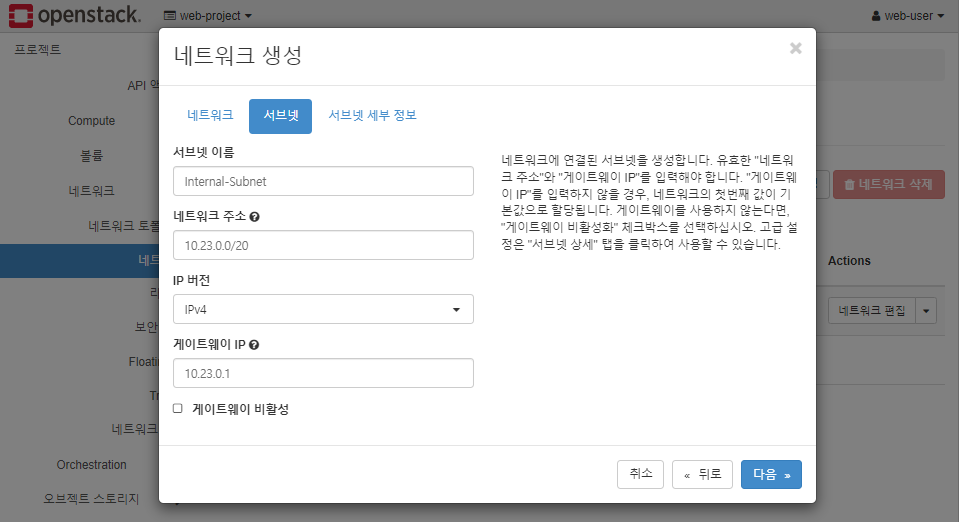 openstack.
web-project
web-user
프로젝트
API
Compute
볼륨
네트워크
네트워크
보안
Orchestration
오브젝트 스토리지
네트워크 생성
×
네트워크 서브넷 서브넷 세부 정보
서브넷 이름
Internal-Subnet
네트워크 주소
10.23.0.0/20
IP 버전
IPv4
게이트웨이 IP
10.23.0.1
게이트웨이 비활성
네트워크에 연결된 서브넷을 생성합니다. 유효한 "네트워
크 주소"와 "게이트웨이 IP"를 입력해야 합니다. "게이트웨
이 IP"를 입력하지 않을 경우, 네트워크의 첫번째 값이 기
본값으로 할당됩니다. 게이트웨이를 사용하지 않는다면,
"게이트웨이 비활성화" 체크박스를 선택하십시오. 고급 설
정은 "서브넷 상세" 탭을 클릭하여 사용할 수 있습니다.
취소 « 뒤로 다음 »
네트워크 삭제
Actions
네트워크 편집